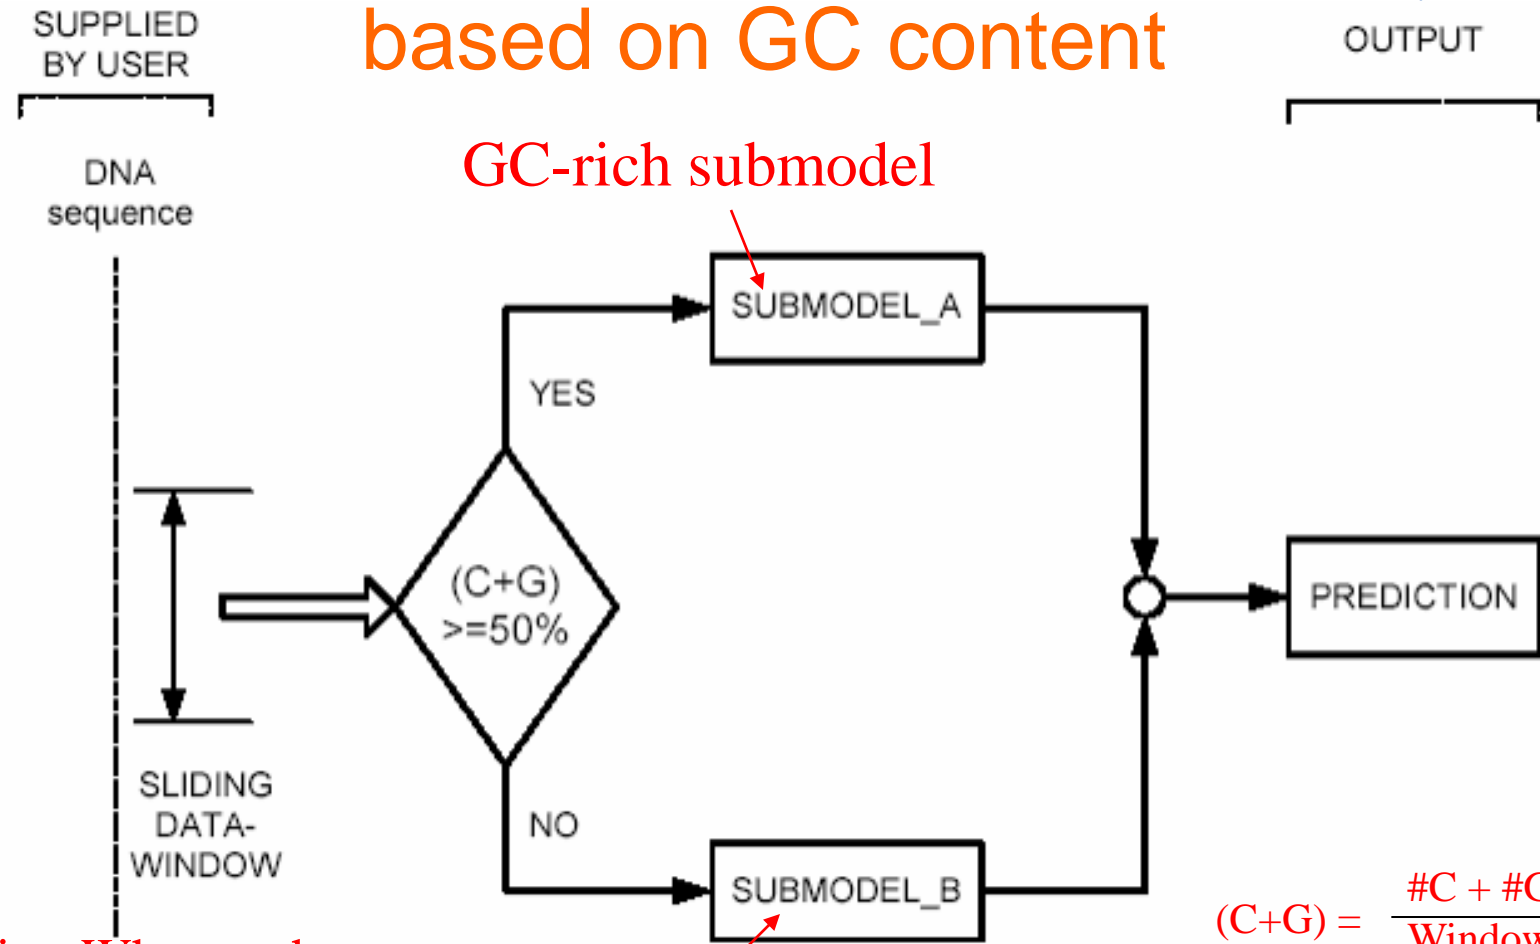 SUPPLIED
BY USER
based on GC content
OUTPUT
DNA
sequence
GC-rich submodel
SUBMODEL_A
YES
(C+G)
>=50%
PREDICTION
SLIDING
DATA-
WINDOW
NO
SUBMODEL_B
(C+G) =
#C + #
Window